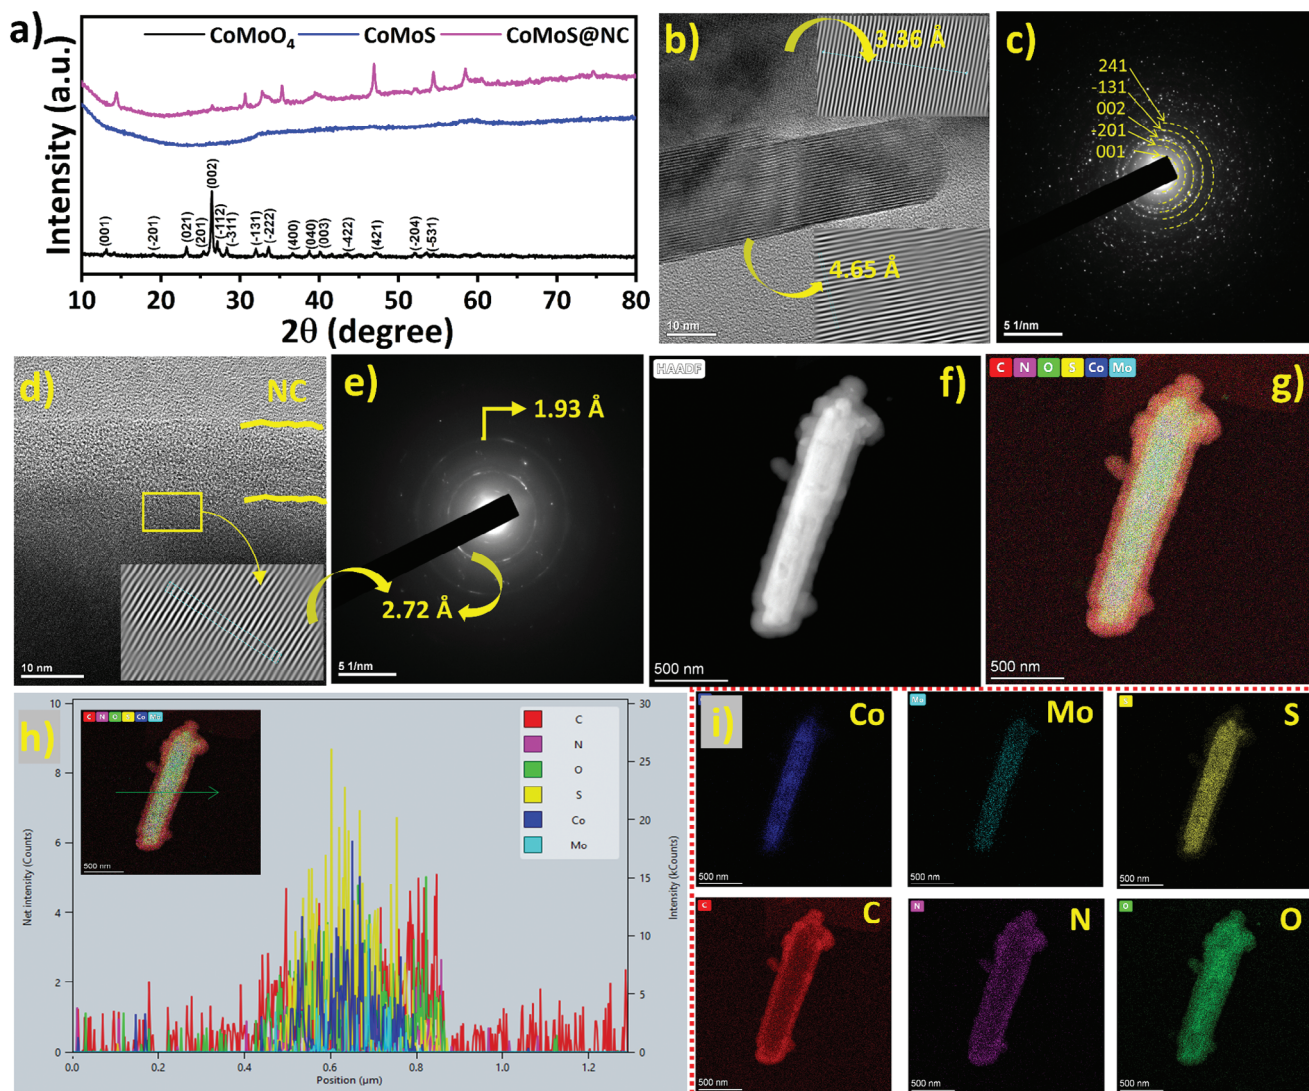 a)
CoMoO4 CoMoS CoMoS@NC
Intensity (a.u.)
(001)
(-201)
(021)
(201)
(002)
(-112)
(-311)
(-131)
(-222)
(400)
(040)
(003)
(-422)
(421)
(-204)
(-531)
10 20 30 40 50 60 70 80
2θ (degree)
b)
3.36 Å
4.65 Å
10 nm
c)
241
-131
002
-201
001
5 1/nm
d)
NC
10 nm
e)
1.93 Å
2.72 Å
5 1/nm
HAADF
f)
500 nm
C N O S Co Mo
g)
500 nm
h)
C N O S Co Mo
500 nm
10
8
6
4
2
0
Net intensity (Counts)
C
N
O
S
Co
Mo
30
25
20
15
10
5
0
Intensity (kCounts)
0.0 0.2 0.4 0.6 0.8 1.0 1.2
Position (µm)
i)
Co
500 nm
Mo
Mo
500 nm
S
500 nm
C
C
500 nm
N
N
500 nm
O
O
500 nm